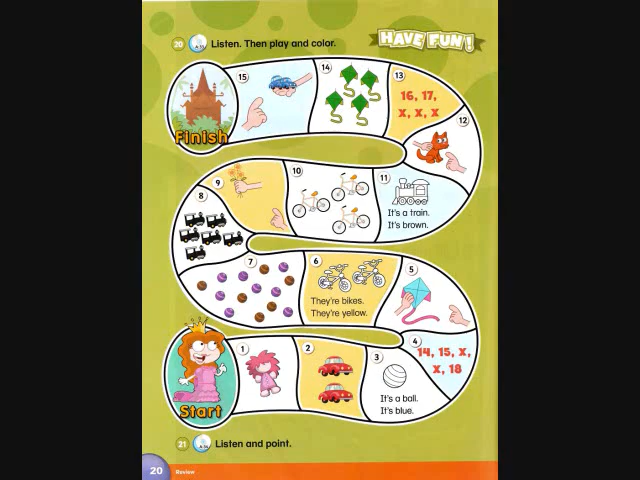 20 Listen. Then play and color.
HAVE FUN!
Finish
15
14
13
16, 17,
x, x, x
12
11
It's a train.
It's brown.
10
9
8
7
6
They're bikes.
They're yellow.
5
4
14, 15, x,
x, 18
3
It's a ball.
It's blue.
2
1
Start
21 Listen and point.
20 Review